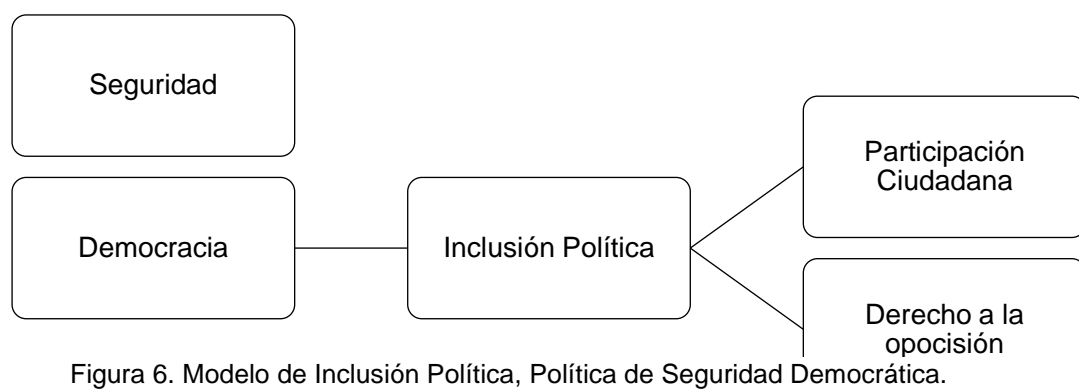 Seguridad
Democracia
Inclusión Política
Participación
Ciudadana
Derecho a la
opocisión
Figura 6. Modelo de Inclusión Política, Política de Seguridad Democrática.